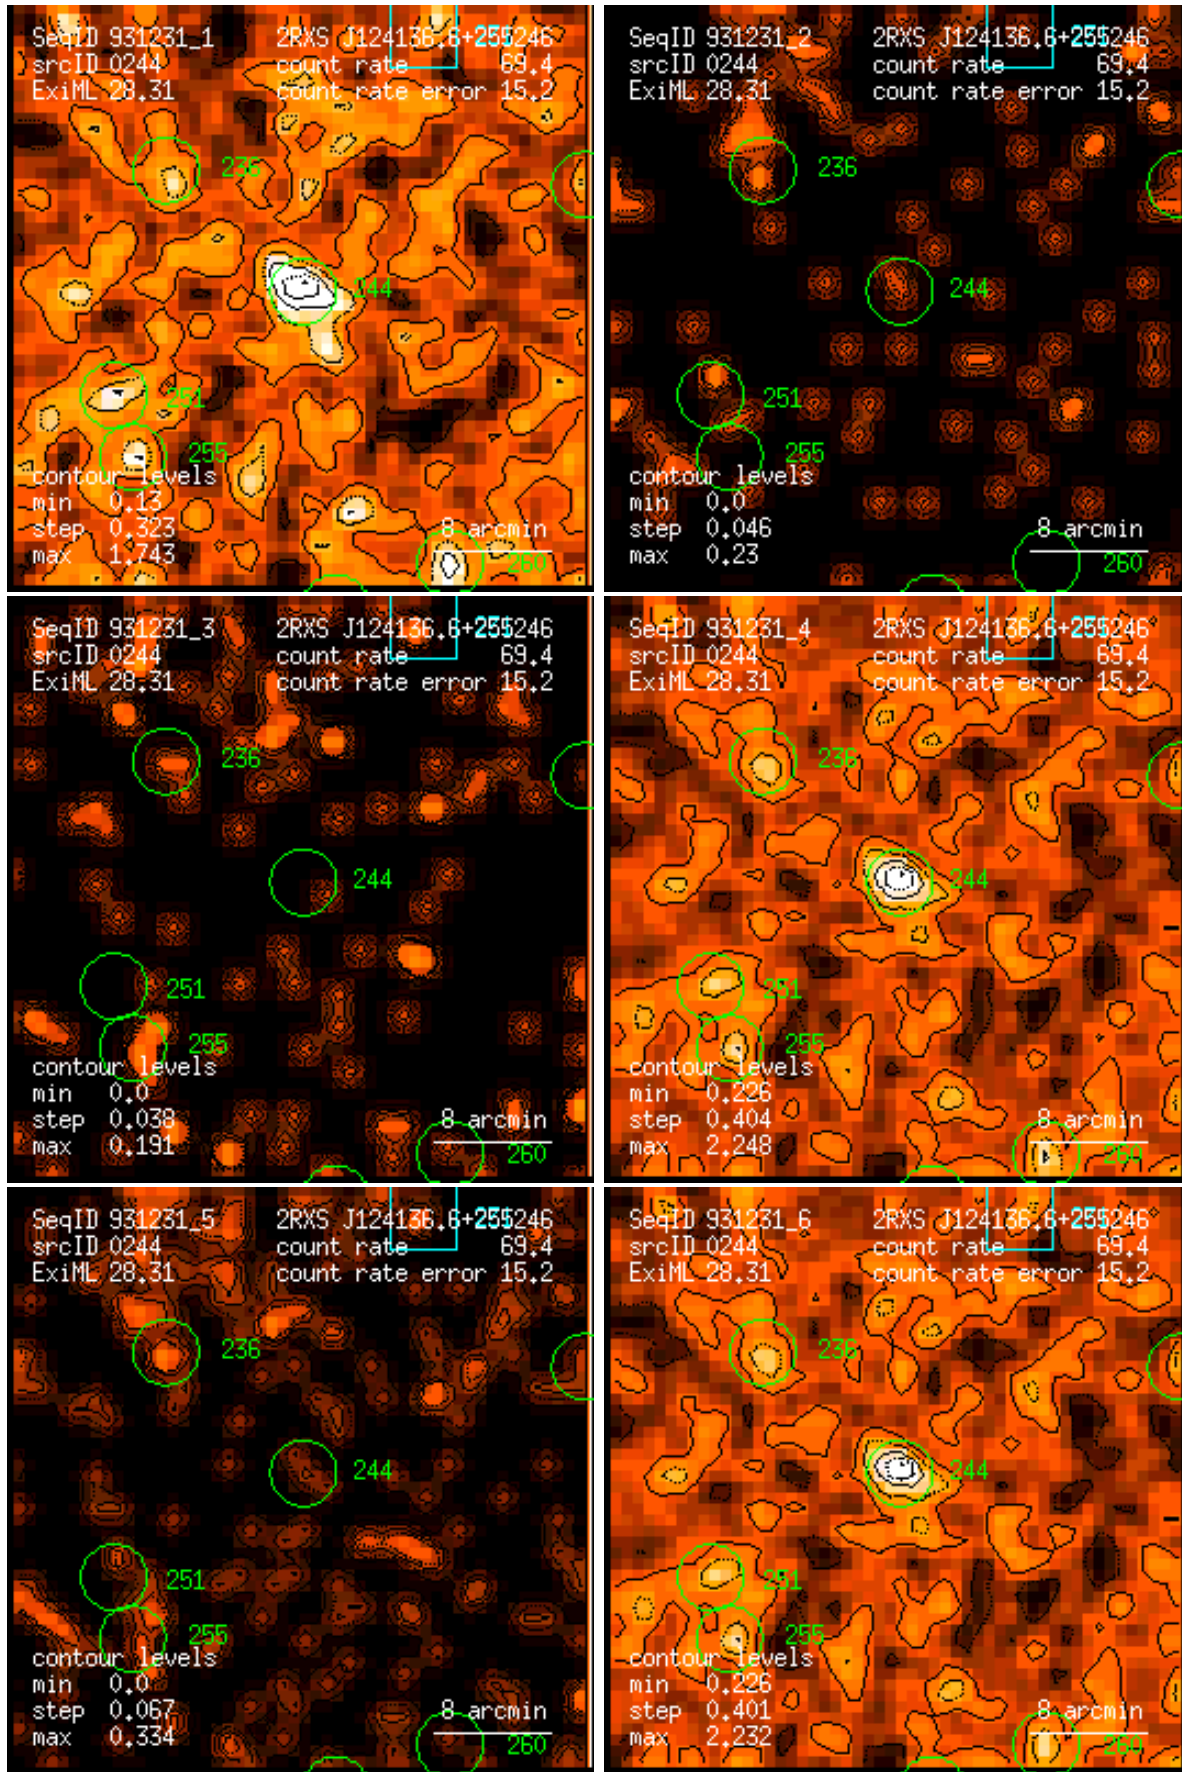 SeqID 931231_1 2RXS J124136.6+255246
srcID 0244 count rate 69.4
ExiML 28.31 count rate error 15.2
236
244
251
255
contour levels
min 0.13
step 0.323 8 arcmin
max 1.743 260
SeqID 931231_2 2RXS J124136.6+255246
srcID 0244 count rate 69.4
ExiML 28.31 count rate error 15.2
236
244
251
255
contour levels
min 0.0
step 0.046 8 arcmin
max 0.23 260
SeqID 931231_3 2RXS J124136.6+255246
srcID 0244 count rate 69.4
ExiML 28.31 count rate error 15.2
236
244
251
255
contour levels
min 0.0
step 0.038 8 arcmin
max 0.191 260
SeqID 931231_4 2RXS J124136.6+255246
srcID 0244 count rate 69.4
ExiML 28.31 count rate error 15.2
236
244
251
255
contour levels
min 0.226
step 0.404 8 arcmin
max 2.248 260
SeqID 931231_5 2RXS J124136.6+255246
srcID 0244 count rate 69.4
ExiML 28.31 count rate error 15.2
236
244
251
255
contour levels
min 0.0
step 0.067 8 arcmin
max 0.334 260
SeqID 931231_6 2RXS J124136.6+255246
srcID 0244 count rate 69.4
ExiML 28.31 count rate error 15.2
236
244
251
255
contour levels
min 0.226
step 0.401 8 arcmin
max 2.232 260